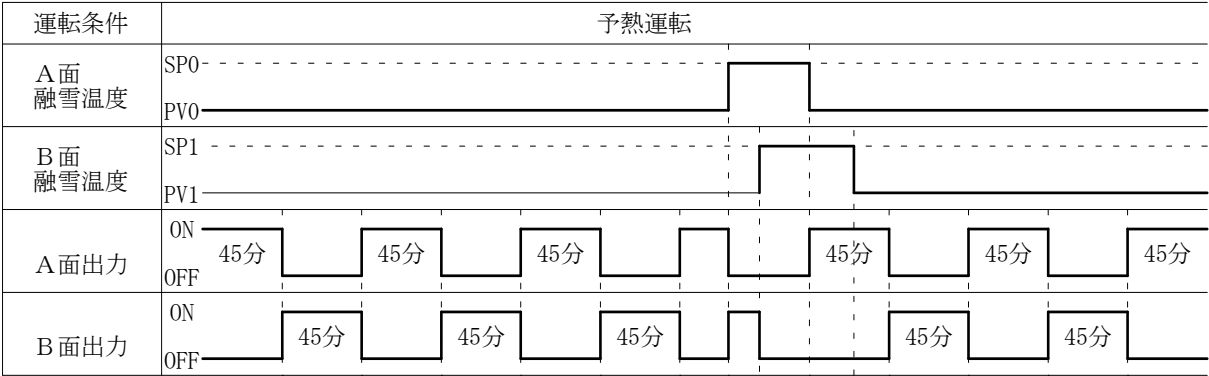 運転条件
予熱運転
A面
融雪温度
SP0
PV0
B面
融雪温度
SP1
PV1
A面出力
ON
OFF
45分 45分 45分 45分 45分 45分
B面出力
ON
OFF
45分 45分 45分 45分 45分